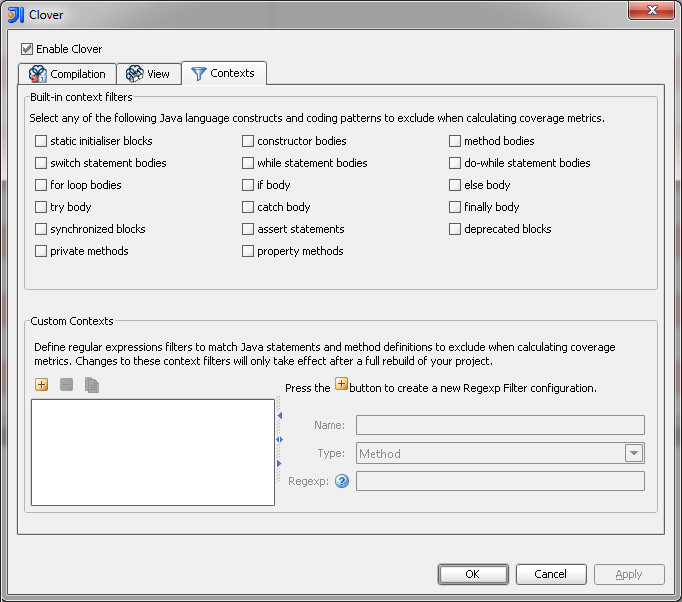 Clover
Enable Clover
Compilation View Contexts
Built-in context filters
Select any of the following Java language constructs and coding patterns to exclude when calculating coverage metrics.
static initialiser blocks constructor bodies method bodies
switch statement bodies while statement bodies do-while statement bodies
for loop bodies if body else body
try body catch body finally body
synchronized blocks assert statements deprecated blocks
private methods property methods
Custom Contexts
Define regular expressions filters to match Java statements and method definitions to exclude when calculating coverage
metrics. Changes to these context filters will only take effect after a full rebuild of your project.
Press the button to create a new Regexp Filter configuration.
Name:
Type: Method
Regexp: ?
OK Cancel Apply